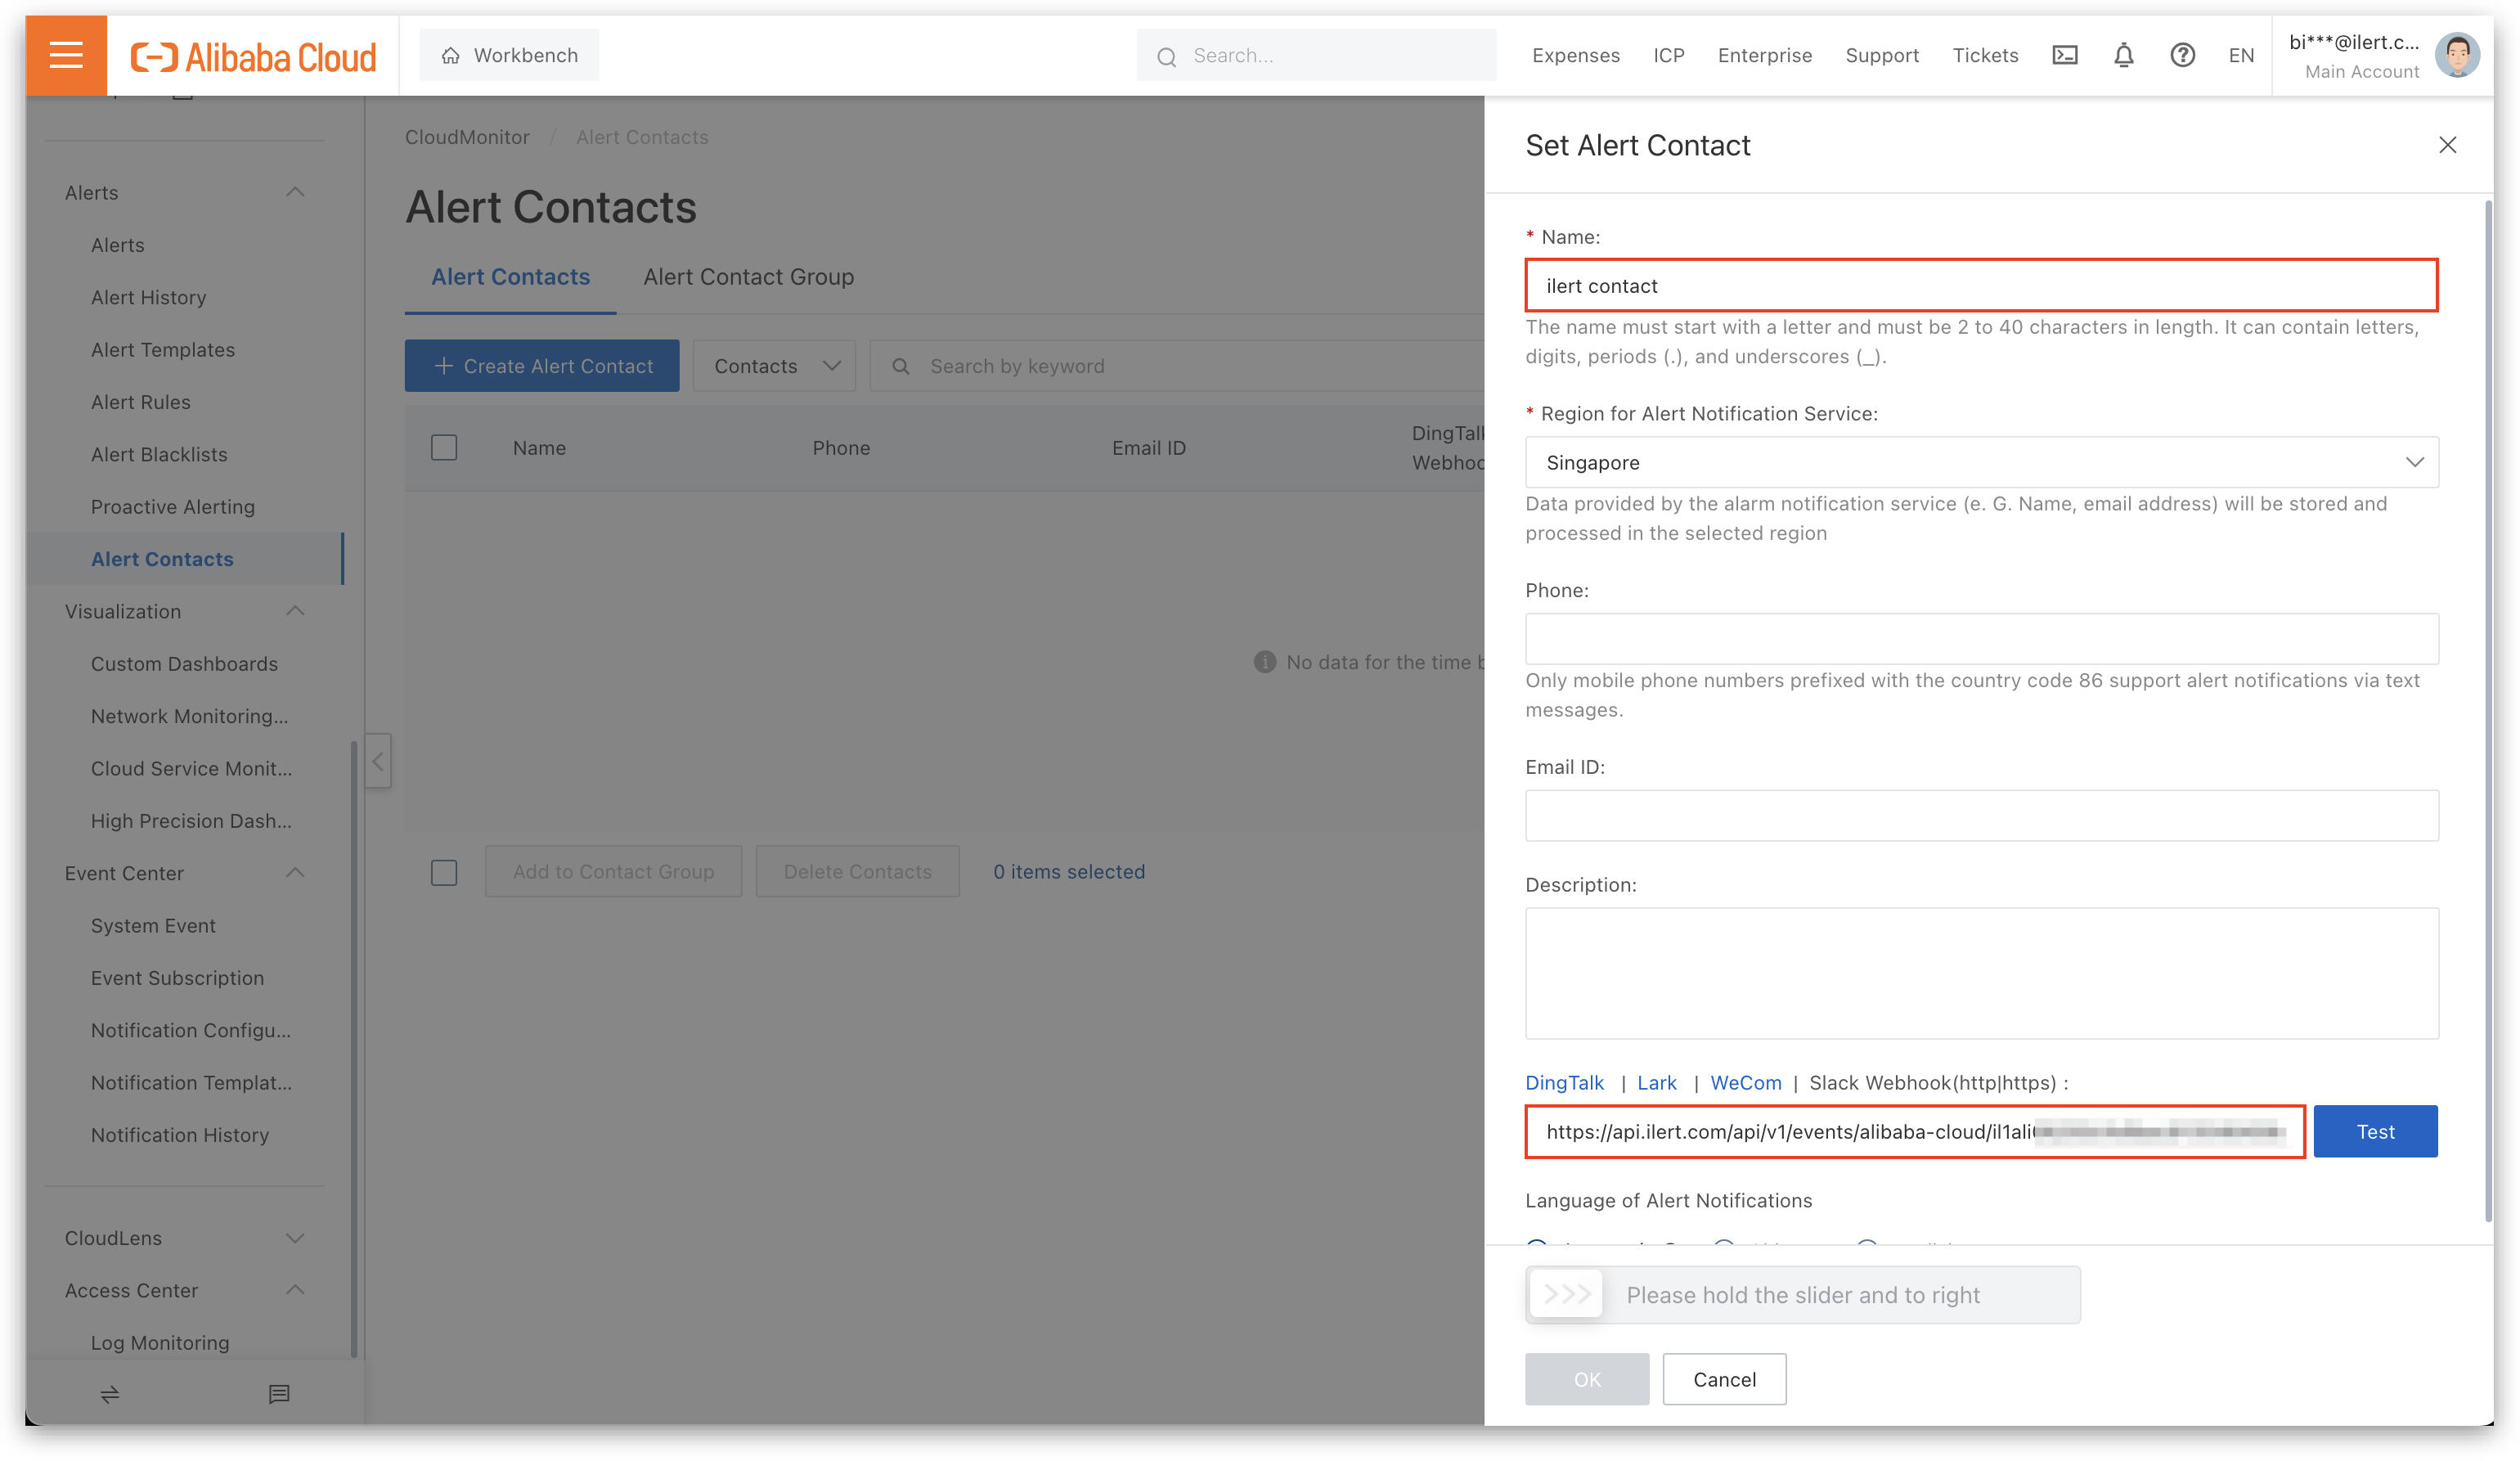 Alibaba Cloud
Workbench
Search...
Expenses
ICP
Enterprise
Support
Tickets
EN
bi***@ilert.c...
Main Account
Alerts
Alerts
Alert History
Alert Templates
Alert Rules
Alert Blacklists
Proactive Alerting
Alert Contacts
Visualization
Custom Dashboards
Network Monitoring...
Cloud Service Monit...
High Precision Dash...
Event Center
System Event
Event Subscription
Notification Configu...
Notification Templat...
Notification History
CloudLens
Access Center
Log Monitoring
CloudMonitor / Alert Contacts
Alert Contacts
Alert Contacts
Alert Contact Group
Create Alert Contact
Contacts
Search by keyword
Name
Phone
Email ID
DingTalk
Webhoo
No data for the time b
Add to Contact Group
Delete Contacts
0 items selected
Set Alert Contact
* Name:
ilert contact
The name must start with a letter and must be 2 to 40 characters in length. It can contain letters,
digits, periods (.), and underscores (_).
* Region for Alert Notification Service:
Singapore
Data provided by the alarm notification service (e. G. Name, email address) will be stored and
processed in the selected region
Phone:
Only mobile phone numbers prefixed with the country code 86 support alert notifications via text
messages.
Email ID:
Description:
DingTalk | Lark | WeCom | Slack Webhook(http|https) :
https://api.ilert.com/api/v1/events/alibaba-cloud/il1ali
Test
Language of Alert Notifications
>>> Please hold the slider and to right
OK
Cancel